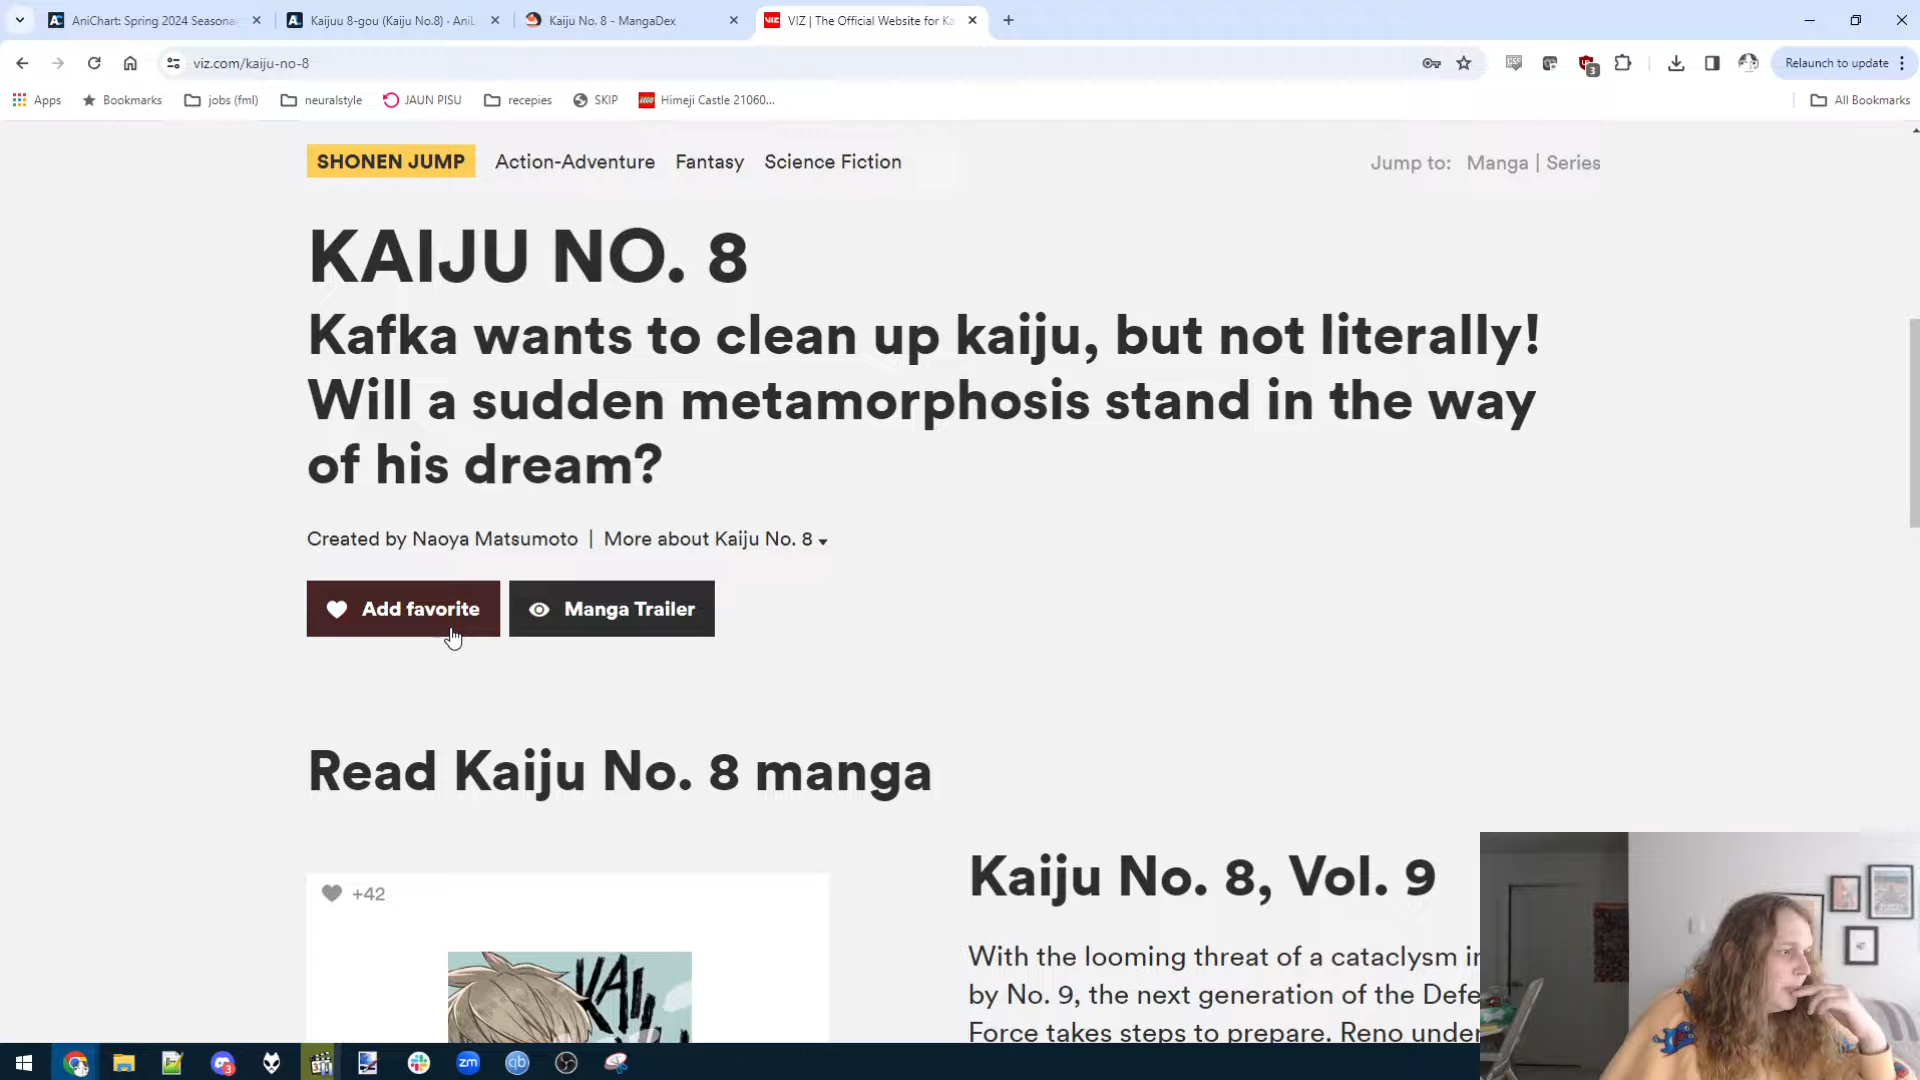 AniChart: Spring 2024 Seasona
Kaijuu 8-gou (Kaiju No.8) · AniL
Kaiju No. 8 - MangaDex
VIZ | The Official Website for Ka
viz.com/kaiju-no-8
3
Relaunch to update
Apps
Bookmarks
jobs (fml)
neuralstyle
JAUN PISU
recepies
SKIP
Himeji Castle 21060...
All Bookmarks
SHONEN JUMP Action-Adventure Fantasy Science Fiction
Jump to: Manga | Series
KAIJU NO. 8
Kafka wants to clean up kaiju, but not literally!
Will a sudden metamorphosis stand in the way
of his dream?
Created by Naoya Matsumoto | More about Kaiju No. 8
Add favorite
Manga Trailer
Read Kaiju No. 8 manga
+42
Kaiju No. 8, Vol. 9
With the looming threat of a cataclysm
by No. 9, the next generation of the Defe
Force takes steps to prepare. Reno unde
zm
qb